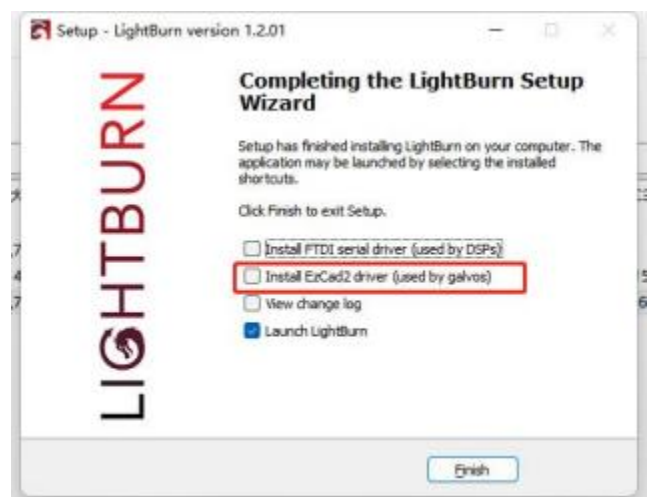 Setup - LightBurn version 1.2.01
LIGHTBURN
Completing the LightBurn Setup
Wizard
Setup has finished installing LightBurn on your computer. The
application may be launched by selecting the installed
shortcuts.
Click Finish to exit Setup.
Install FTDI serial driver (used by DSPs)
Install EzCad2 driver (used by galvos)
View change log
Launch LightBurn
Finish